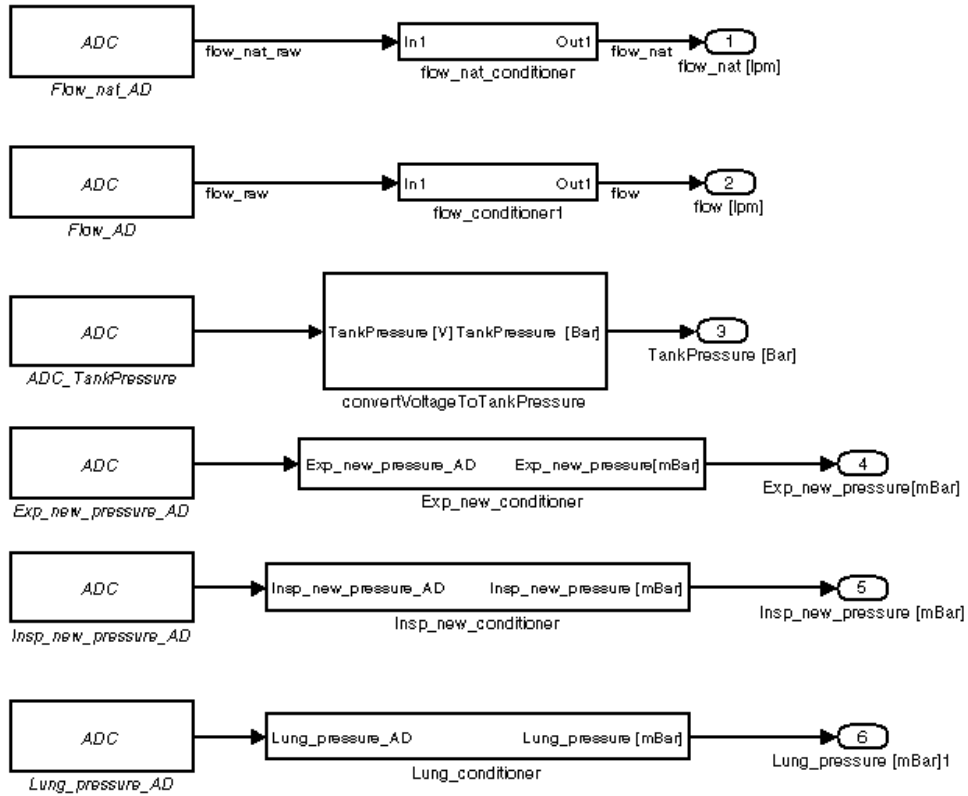 ADC
flow_nat_raw
In1
Out1
flow_nat
1
Flow_nat_AD
flow_nat_conditioner
flow_nat [lpm]
ADC
flow_raw
In1
Out1
flow
2
Flow_AD
flow_conditioner1
flow [lpm]
ADC
TankPressure [V]
TankPressure [Bar]
3
ADC_TankPressure
convertVoltageToTankPressure
TankPressure [Bar]
ADC
Exp_new_pressure_AD
Exp_new_pressure[mBar]
4
Exp_new_pressure_AD
Exp_new_conditioner
Exp_new_pressure[mBar]
ADC
Insp_new_pressure_AD
Insp_new_pressure [mBar]
5
Insp_new_pressure_AD
Insp_new_conditioner
Insp_new_pressure [mBar]
ADC
Lung_pressure_AD
Lung_pressure [mBar]
6
Lung_pressure_AD
Lung_conditioner
Lung_pressure [mBar]1